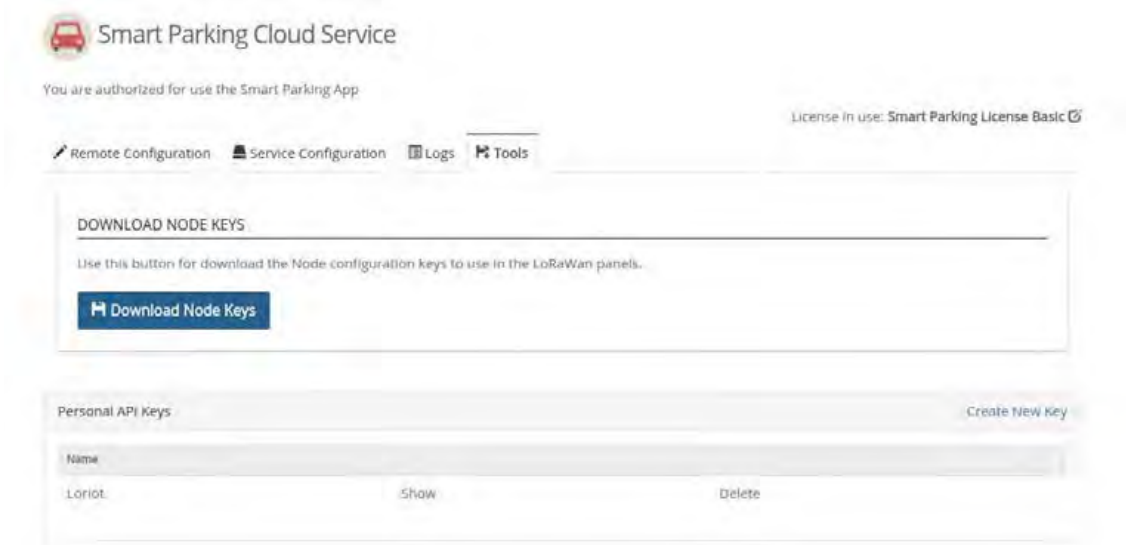 Smart Parking Cloud Service
You are authorized for use the Smart Parking App
License in use: Smart Parking License Basic
Remote Configuration Service Configuration Logs Tools
DOWNLOAD NODE KEYS
Use this button for download the Node configuration keys to use in the LoRaWan panels.
Download Node Keys
Personal API Keys Create New Key
Name
Loriot Show Delete